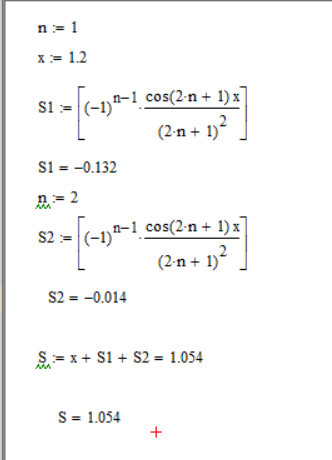 n := 1
x := 1.2
S1 := [(-1)^(n-1) · cos(2·n + 1) x / (2·n + 1)^2]
S1 = −0.132
n := 2
S2 := [(-1)^(n-1) · cos(2·n + 1) x / (2·n + 1)^2]
S2 = −0.014
S := x + S1 + S2 = 1.054
S = 1.054